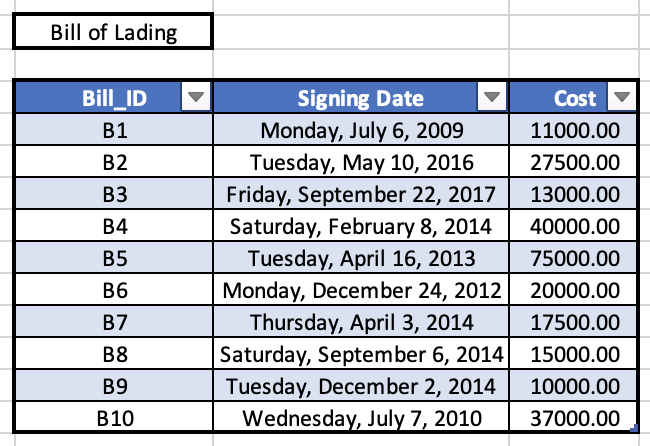 Bill of Lading
Bill_ID Signing Date Cost
B1 Monday, July 6, 2009 11000.00
B2 Tuesday, May 10, 2016 27500.00
B3 Friday, September 22, 2017 13000.00
B4 Saturday, February 8, 2014 40000.00
B5 Tuesday, April 16, 2013 75000.00
B6 Monday, December 24, 2012 20000.00
B7 Thursday, April 3, 2014 17500.00
B8 Saturday, September 6, 2014 15000.00
B9 Tuesday, December 2, 2014 10000.00
B10 Wednesday, July 7, 2010 37000.00